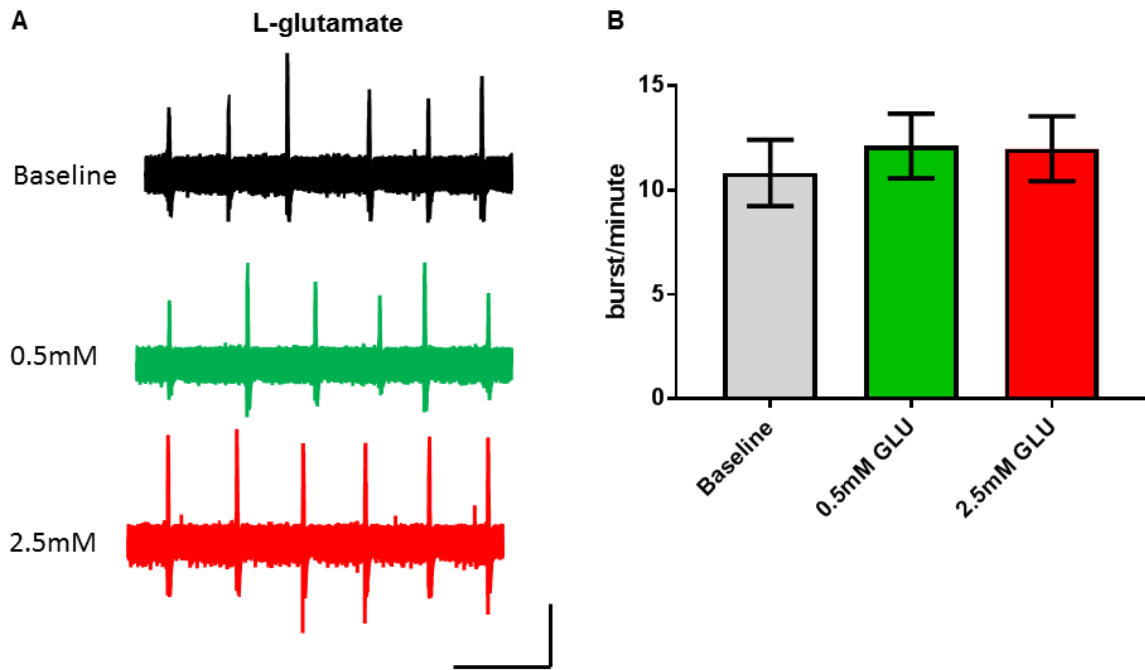 A
L-glutamate
Baseline
0.5mM
2.5mM
B
burst/minute
15
10
5
0
Baseline
0.5mM GLU
2.5mM GLU